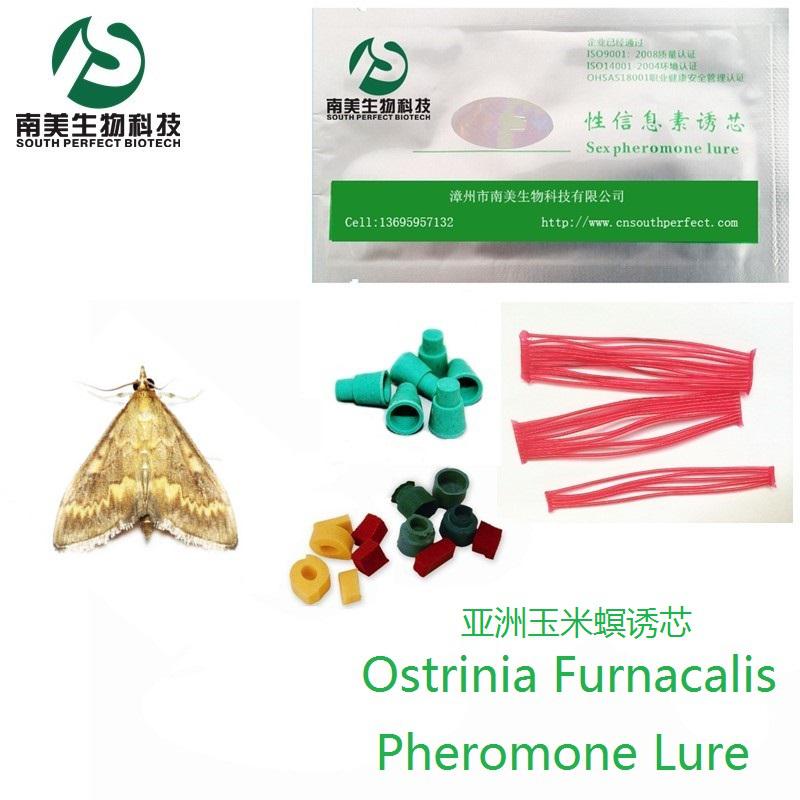 南美生物科技
SOUTH PERFECT BIOTECH
企业已经通过
ISO9001: 2008质量认证
ISO14001-2004环境认证
OHSAS18001职业健康安全管理认证
南美生物科技
SOUTH PERFECT BIOTECH
F
性信息素诱芯
Sexpheromone lure
漳州市南美生物科技有限公司
Cell:13695957132 http://www.cnsouthperfect.com
亚洲玉米螟诱芯
Ostrinia Furnacalis
Pheromone Lure